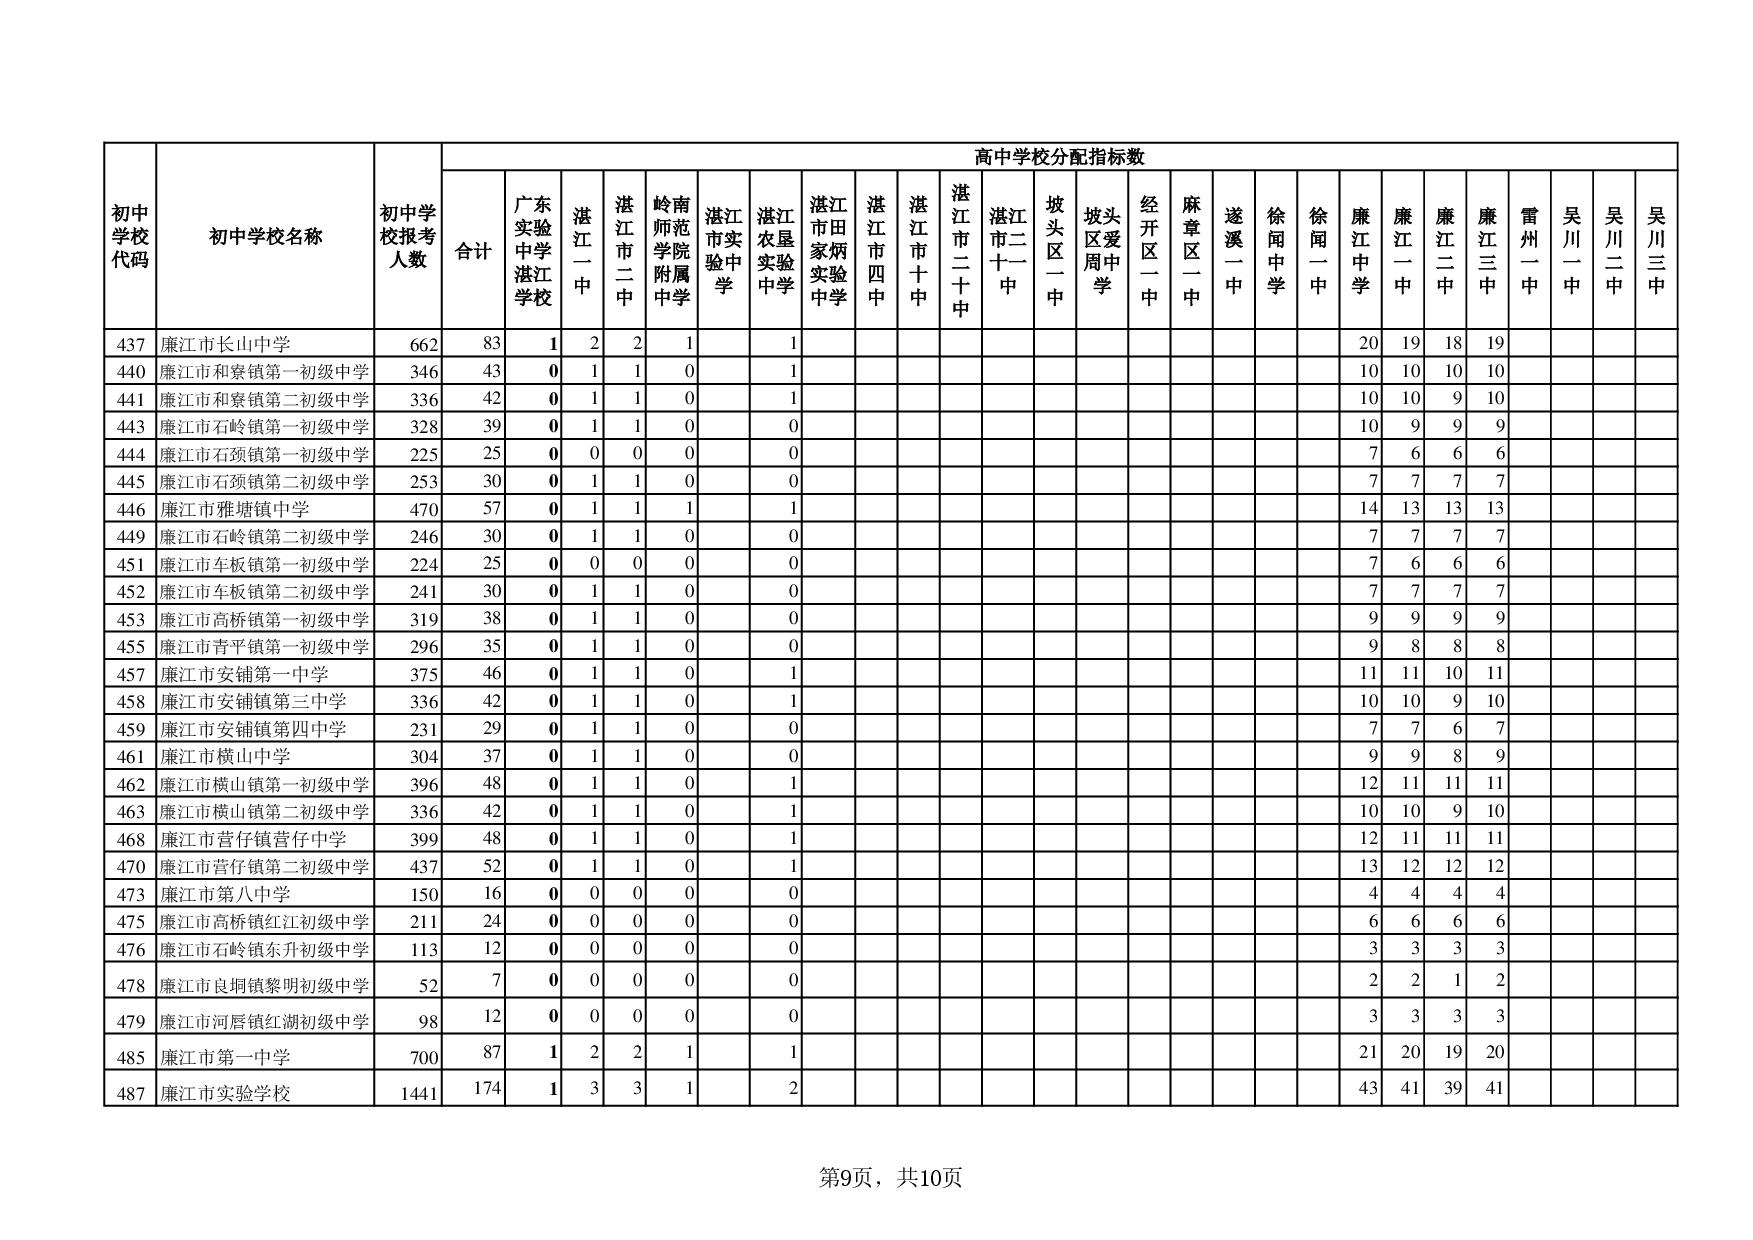 高中学校分配指标数
初中学校代码 初中学校名称 初中学校报考人数 合计 广东实验中学湛江学校 湛江一中 湛江市二中 岭南师范学院附属中学 湛江市实验中学 湛江农垦实验中学 湛江市田家炳实验中学 湛江市四中 湛江市十中 湛江市二十中 湛江市二十一中 坡头区一中 坡头区爱周中学 经开区一中 麻章区一中 遂溪一中 徐闻中学 徐闻一中 廉江中学 廉江一中 廉江二中 廉江三中 雷州一中 吴川一中 吴川二中 吴川三中
437 廉江市长山中学 662 83 1 2 2 1 1 20 19 18 19
440 廉江市和寮镇第一初级中学 346 43 0 1 1 0 1 10 10 10 10
441 廉江市和寮镇第二初级中学 336 42 0 1 1 0 1 10 10 9 10
443 廉江市石岭镇第一初级中学 328 39 0 1 1 0 0 10 9 9 9
444 廉江市石颈镇第一初级中学 225 25 0 0 0 0 0 7 6 6 6
445 廉江市石颈镇第二初级中学 253 30 0 1 1 0 0 7 7 7 7
446 廉江市雅塘镇中学 470 57 0 1 1 1 1 14 13 13 13
449 廉江市石岭镇第二初级中学 246 30 0 1 1 0 0 7 7 7 7
451 廉江市车板镇第一初级中学 224 25 0 0 0 0 0 7 6 6 6
452 廉江市车板镇第二初级中学 241 30 0 1 1 0 0 7 7 7 7
453 廉江市高桥镇第一初级中学 319 38 0 1 1 0 0 9 9 9 9
455 廉江市青平镇第一初级中学 296 35 0 1 1 0 0 9 8 8 8
457 廉江市安铺第一中学 375 46 0 1 1 0 1 11 11 10 11
458 廉江市安铺镇第三中学 336 42 0 1 1 0 1 10 10 9 10
459 廉江市安铺镇第四中学 231 29 0 1 1 0 0 7 7 6 7
461 廉江市横山中学 304 37 0 1 1 0 0 9 9 8 9
462 廉江市横山镇第一初级中学 396 48 0 1 1 0 1 12 11 11 11
463 廉江市横山镇第二初级中学 336 42 0 1 1 0 1 10 10 9 10
468 廉江市营仔镇营仔中学 399 48 0 1 1 0 1 12 11 11 11
470 廉江市营仔镇第二初级中学 437 52 0 1 1 0 1 13 12 12 12
473 廉江市第八中学 150 16 0 0 0 0 0 4 4 4 4
475 廉江市高桥镇红江初级中学 211 24 0 0 0 0 0 6 6 6 6
476 廉江市石岭镇东升初级中学 113 12 0 0 0 0 0 3 3 3 3
478 廉江市良垌镇黎明初级中学 52 7 0 0 0 0 0 2 2 1 2
479 廉江市河唇镇红湖初级中学 98 12 0 0 0 0 0 3 3 3 3
485 廉江市第一中学 700 87 1 2 2 1 1 21 20 19 20
487 廉江市实验学校 1441 174 1 3 3 1 2 43 41 39 41
第9页，共10页